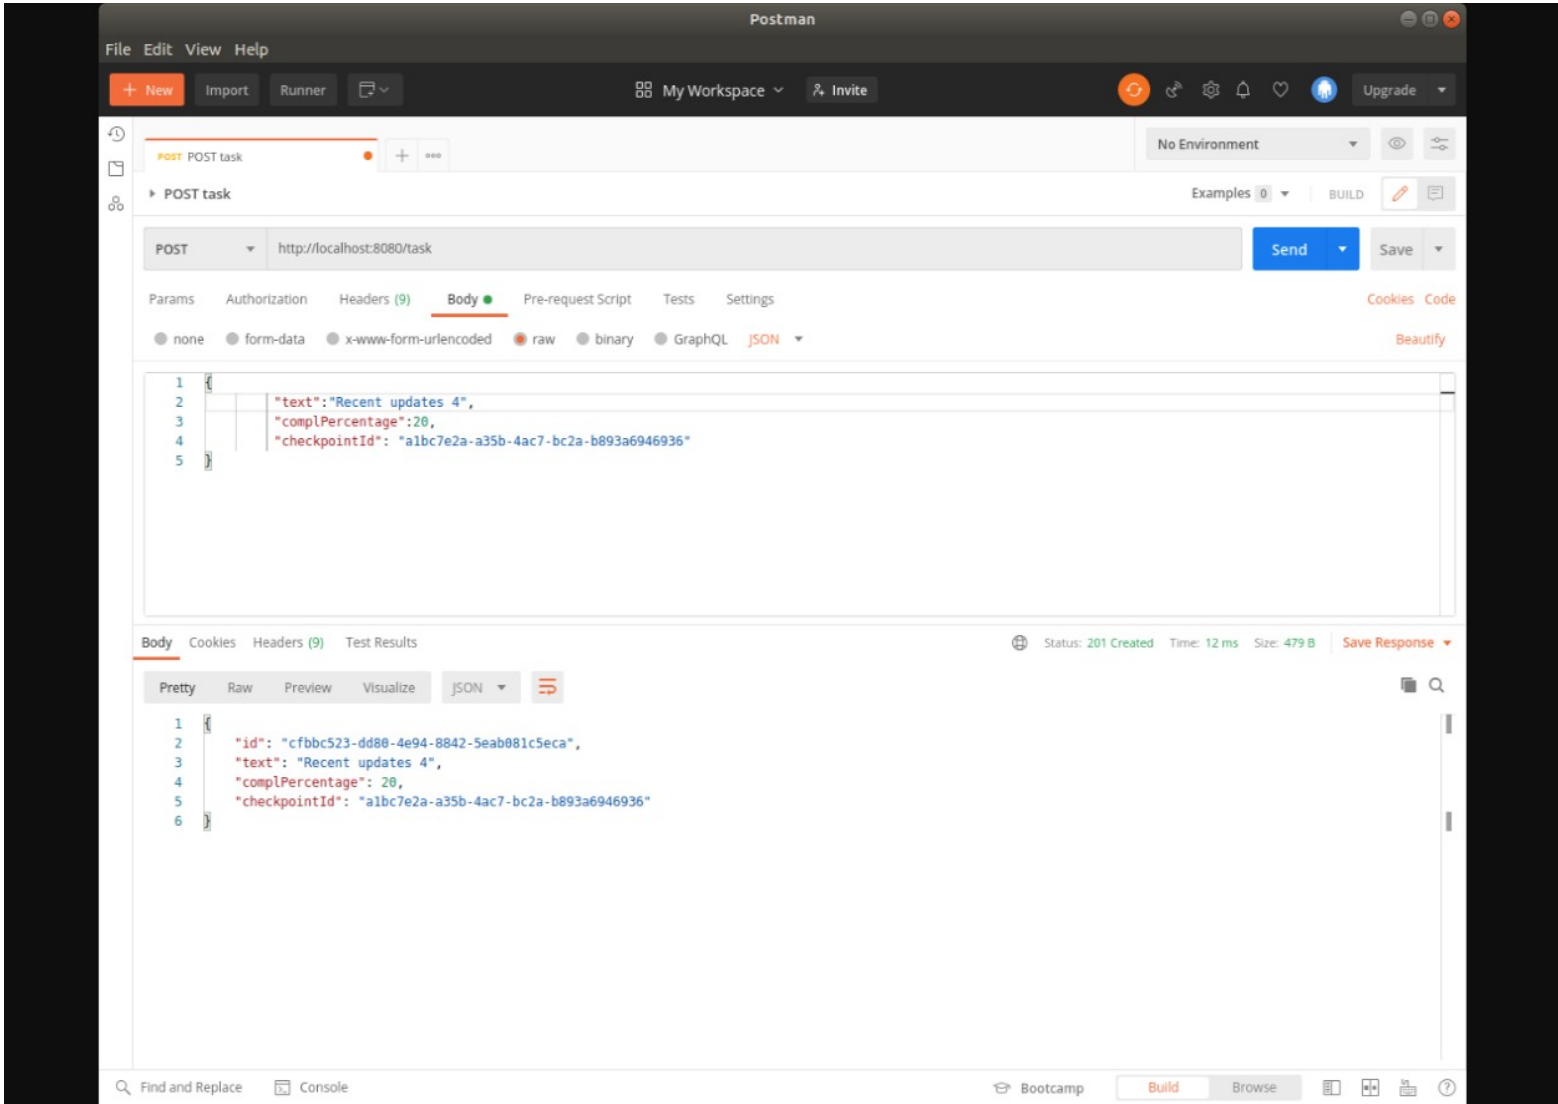 Postman
File Edit View Help
+ New Import Runner My Workspace Invite Upgrade
POST POST task No Environment
POST task Examples 0 BUILD
POST http://localhost:8080/task Send Save
Params Authorization Headers (9) Body Pre-request Script Tests Settings Cookies Code
none form-data x-www-form-urlencoded raw binary GraphQL JSON Beautify
1 {
2 "text":"Recent updates 4",
3 "complPercentage":20,
4 "checkpointId": "a1bc7e2a-a35b-4ac7-bc2a-b893a6946936"
5 }
Body Cookies Headers (9) Test Results Status: 201 Created Time: 12 ms Size: 479 B Save Response
Pretty Raw Preview Visualize JSON
1 {
2 "id": "cfbbc523-dd80-4e94-8842-5eab081c5eca",
3 "text": "Recent updates 4",
4 "complPercentage": 20,
5 "checkpointId": "a1bc7e2a-a35b-4ac7-bc2a-b893a6946936"
6 }
Find and Replace Console Bootcamp Build Browse